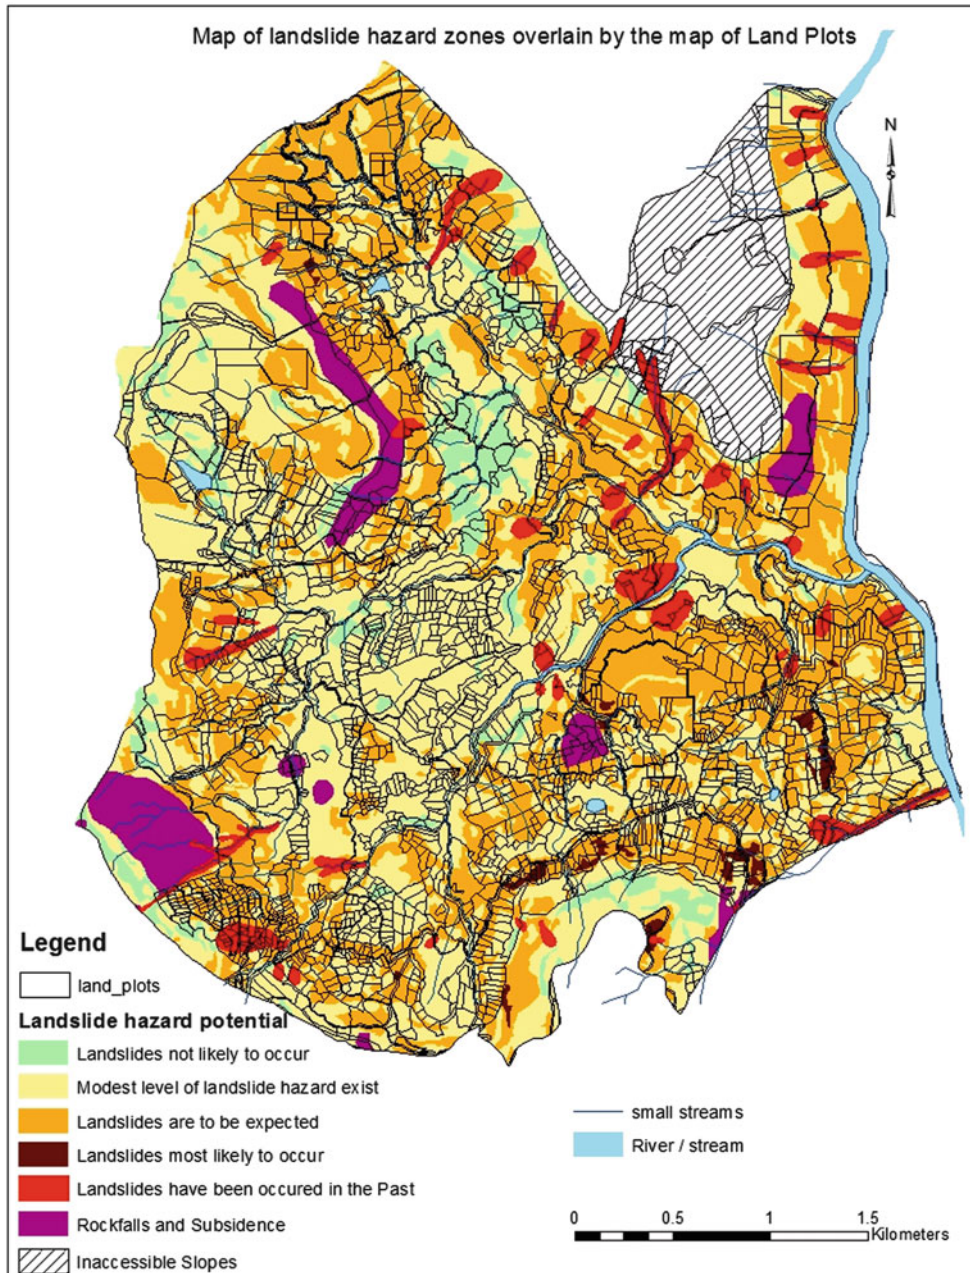 Map of landslide hazard zones overlain by the map of Land Plots
N
Legend
land_plots
Landslide hazard potential
Landslides not likely to occur
Modest level of landslide hazard exist
Landslides are to be expected
Landslides most likely to occur
Landslides have been occured in the Past
Rockfalls and Subsidence
Inaccessible Slopes
small streams
River / stream
0 0.5 1 1.5
Kilometers